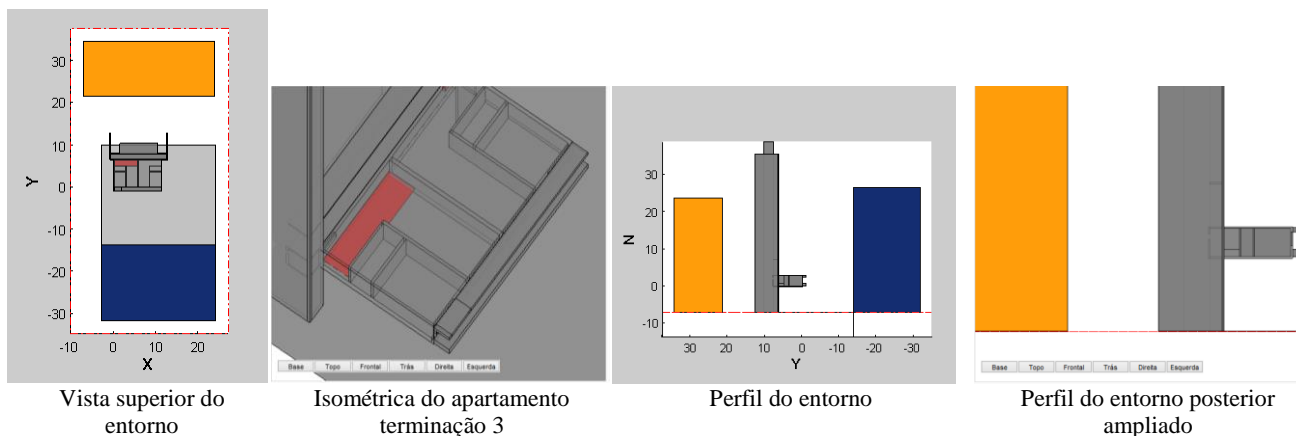 30
20
10
0
-10
-20
-30
Y
-10 0 10 20
X
Base Topo Frontal Trás Direita Esquerda
30
20
10
0
-10
N
30 20 10 0 -10 -20 -30
Y
Base Topo Frontal Trás Direita Esquerda
Vista superior do
entorno
Isométrica do apartamento
terminação 3
Perfil do entorno
Perfil do entorno posterior
ampliado